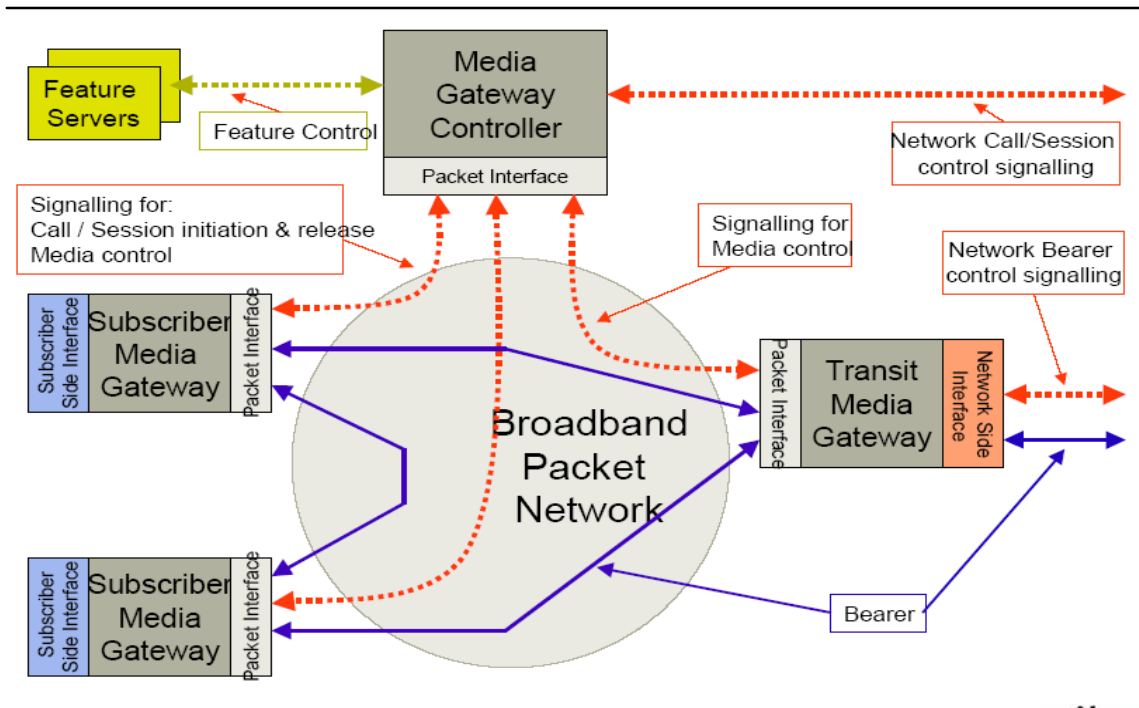 Feature
Servers
Feature Control
Media
Gateway
Controller
Packet Interface
Network Call/Session
control signalling
Signalling for:
Call / Session initiation & release
Media control
Signalling for
Media control
Network Bearer
control signalling
Subscriber
Side Interface
Subscriber
Media
Gateway
Packet Interface
Packet Interface
Transit
Media
Gateway
Network Side
Interface
Broadband
Packet
Network
Subscriber
Side Interface
Subscriber
Media
Gateway
Packet Interface
Bearer